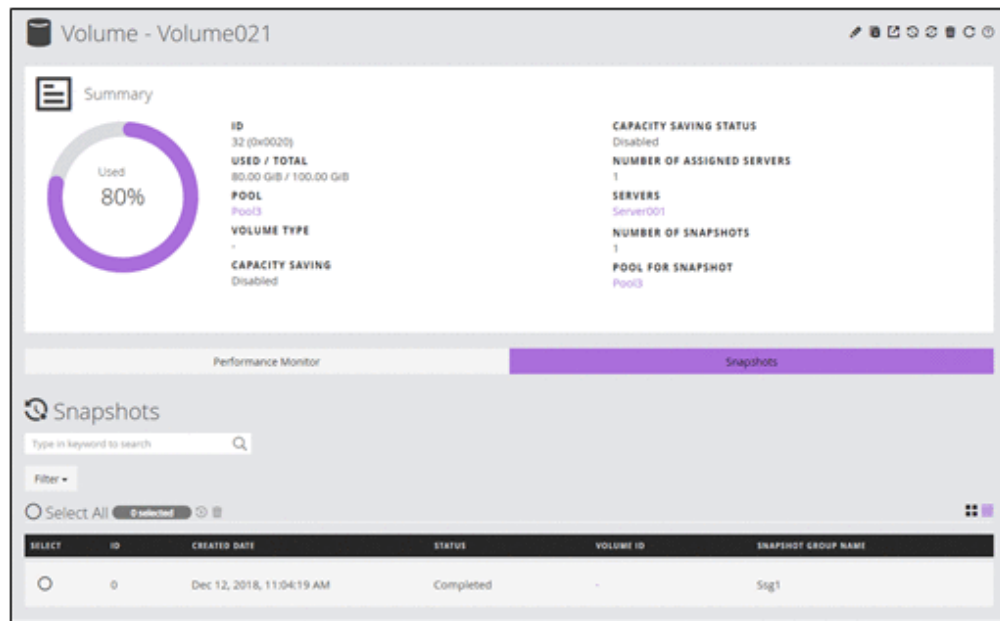 Volume - Volume021
Summary
Used
80%
ID
32 (0x0020)
USED / TOTAL
80.00 GiB / 100.00 GiB
POOL
Pool3
VOLUME TYPE
-
CAPACITY SAVING
Disabled
CAPACITY SAVING STATUS
Disabled
NUMBER OF ASSIGNED SERVERS
1
SERVERS
Server001
NUMBER OF SNAPSHOTS
1
POOL FOR SNAPSHOT
Pool3
Performance Monitor Snapshots
Snapshots
Type in keyword to search
Filter
Select All 0 selected
SELECT ID CREATED DATE STATUS VOLUME ID SNAPSHOT GROUP NAME
0 Dec 12, 2018, 11:04:19 AM Completed - Ssg1